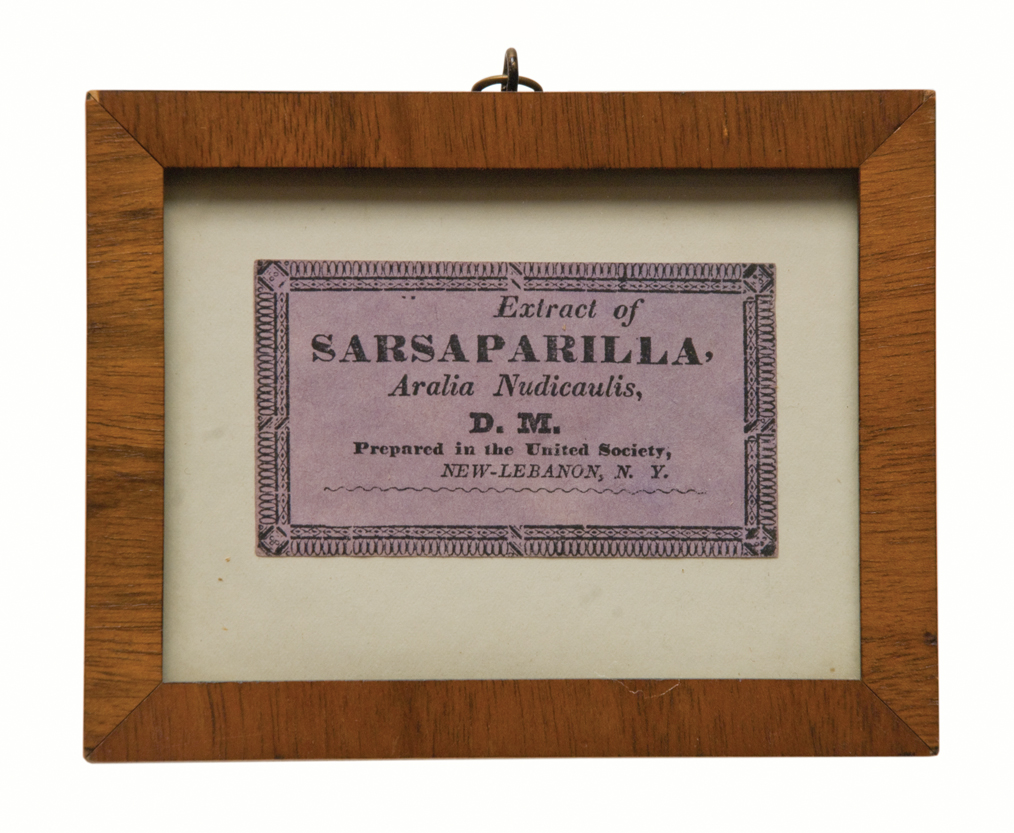 Extract of
SARSAPARILLA,
Aralia Nudicaulis,
D. M.
Prepared in the United Society,
NEW-LEBANON, N. Y.